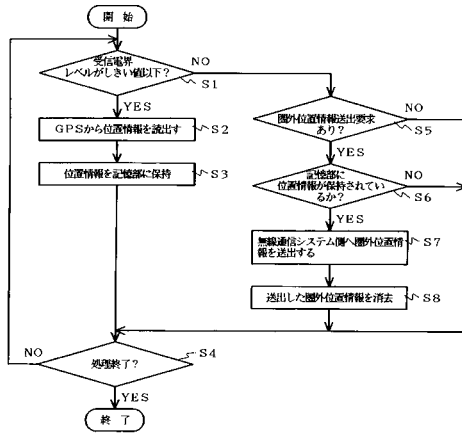 開 始
受信電界
レベルがしきい値以下?
NO
S1
YES
GPSから位置情報を読出す
S2
位置情報を記憶部に保持
S3
圏外位置情報送出要求
あり?
NO
S5
YES
記憶部に
位置情報が保持されてい
るか?
NO
S6
YES
無線通信システム側へ圏外位置情
報を送出する
S7
送出した圏外位置情報を消去
S8
NO
処理終了?
S4
YES
終 了